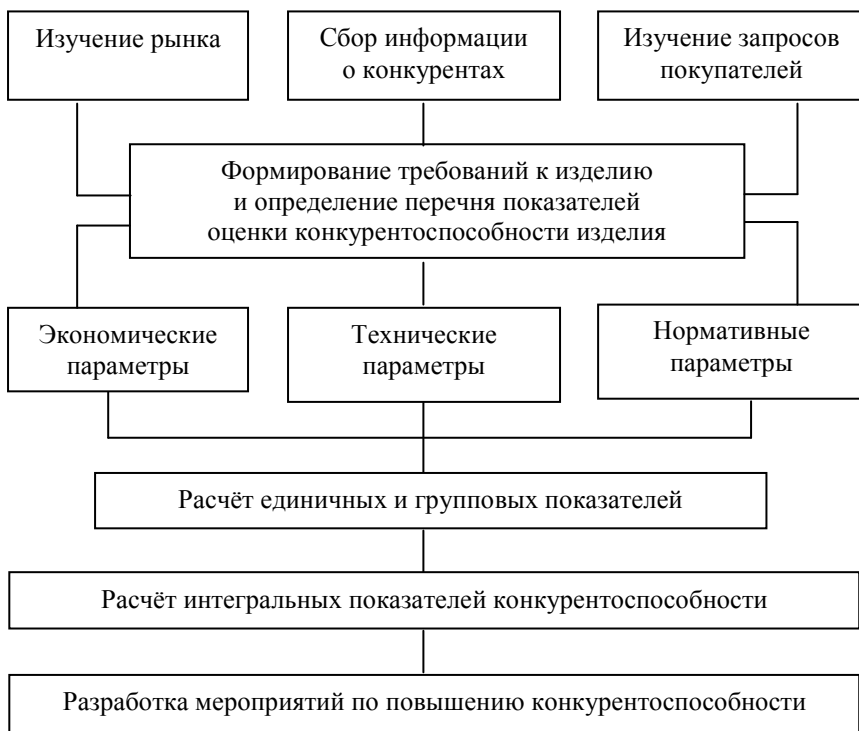 Изучение рынка
Сбор информации
о конкурентах
Изучение запросов
покупателей
Формирование требований к изделию
и определение перечня показателей
оценки конкурентоспособности изделия
Экономические
параметры
Технические
параметры
Нормативные
параметры
Расчёт единичных и групповых показателей
Расчёт интегральных показателей конкурентоспособности
Разработка мероприятий по повышению конкурентоспособности